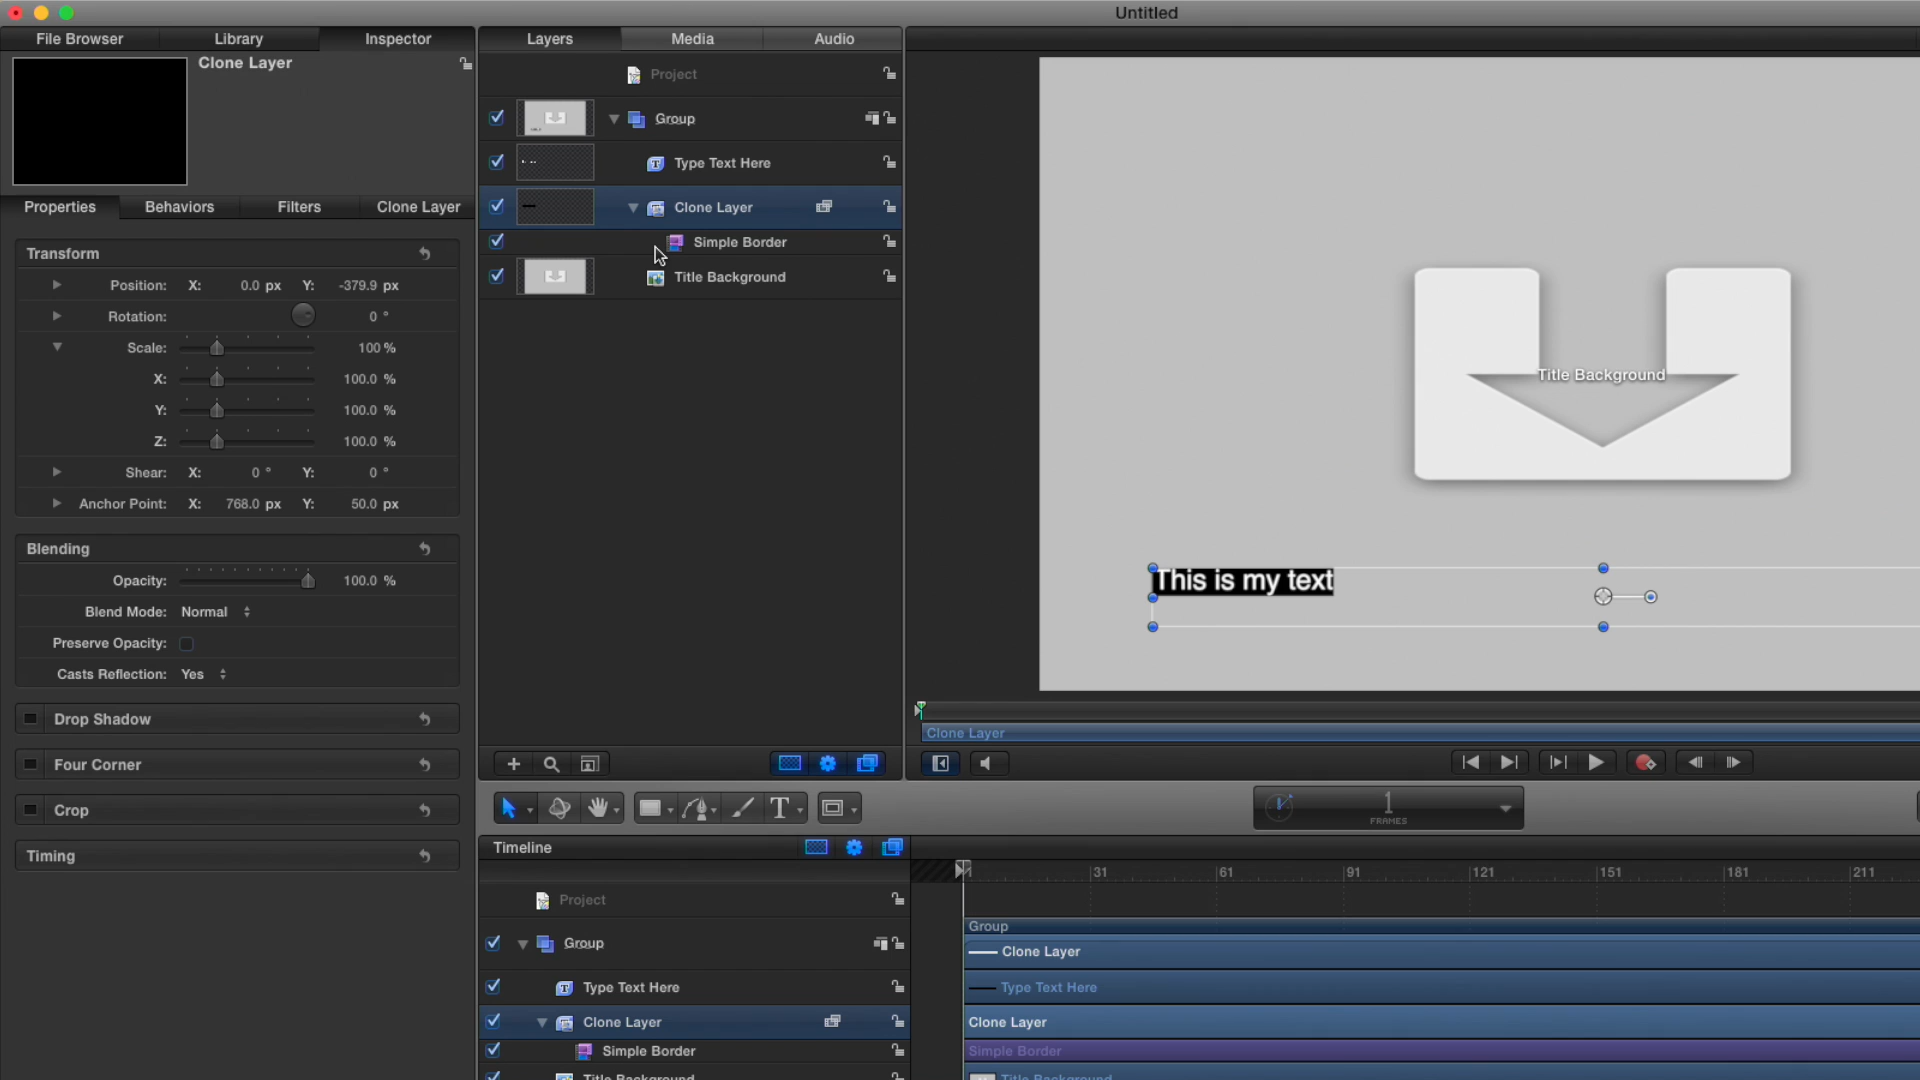 Untitled
File Browser
Library
Inspector
Clone Layer
Properties
Behaviors
Filters
Clone Layer
Transform
Position: X: 0.0 px Y: -379.9 px
Rotation: 0 °
Scale: 100 %
X: 100.0 %
Y: 100.0 %
Z: 100.0 %
Shear: X: 0 ° Y: 0 °
Anchor Point: X: 768.0 px Y: 50.0 px
Blending
Opacity: 100.0 %
Blend Mode: Normal
Preserve Opacity:
Casts Reflection: Yes
Drop Shadow
Four Corner
Crop
Timing
Layers
Media
Audio
Project
Group
Type Text Here
Clone Layer
Simple Border
Title Background
Title Background
This is my text
Clone Layer
T
1
FRAMES
Timeline
31 61 91 121 151 181 211
Project
Group
Type Text Here
Clone Layer
Simple Border
Title Background
Group
Clone Layer
Type Text Here
Clone Layer
Simple Border
Title Background